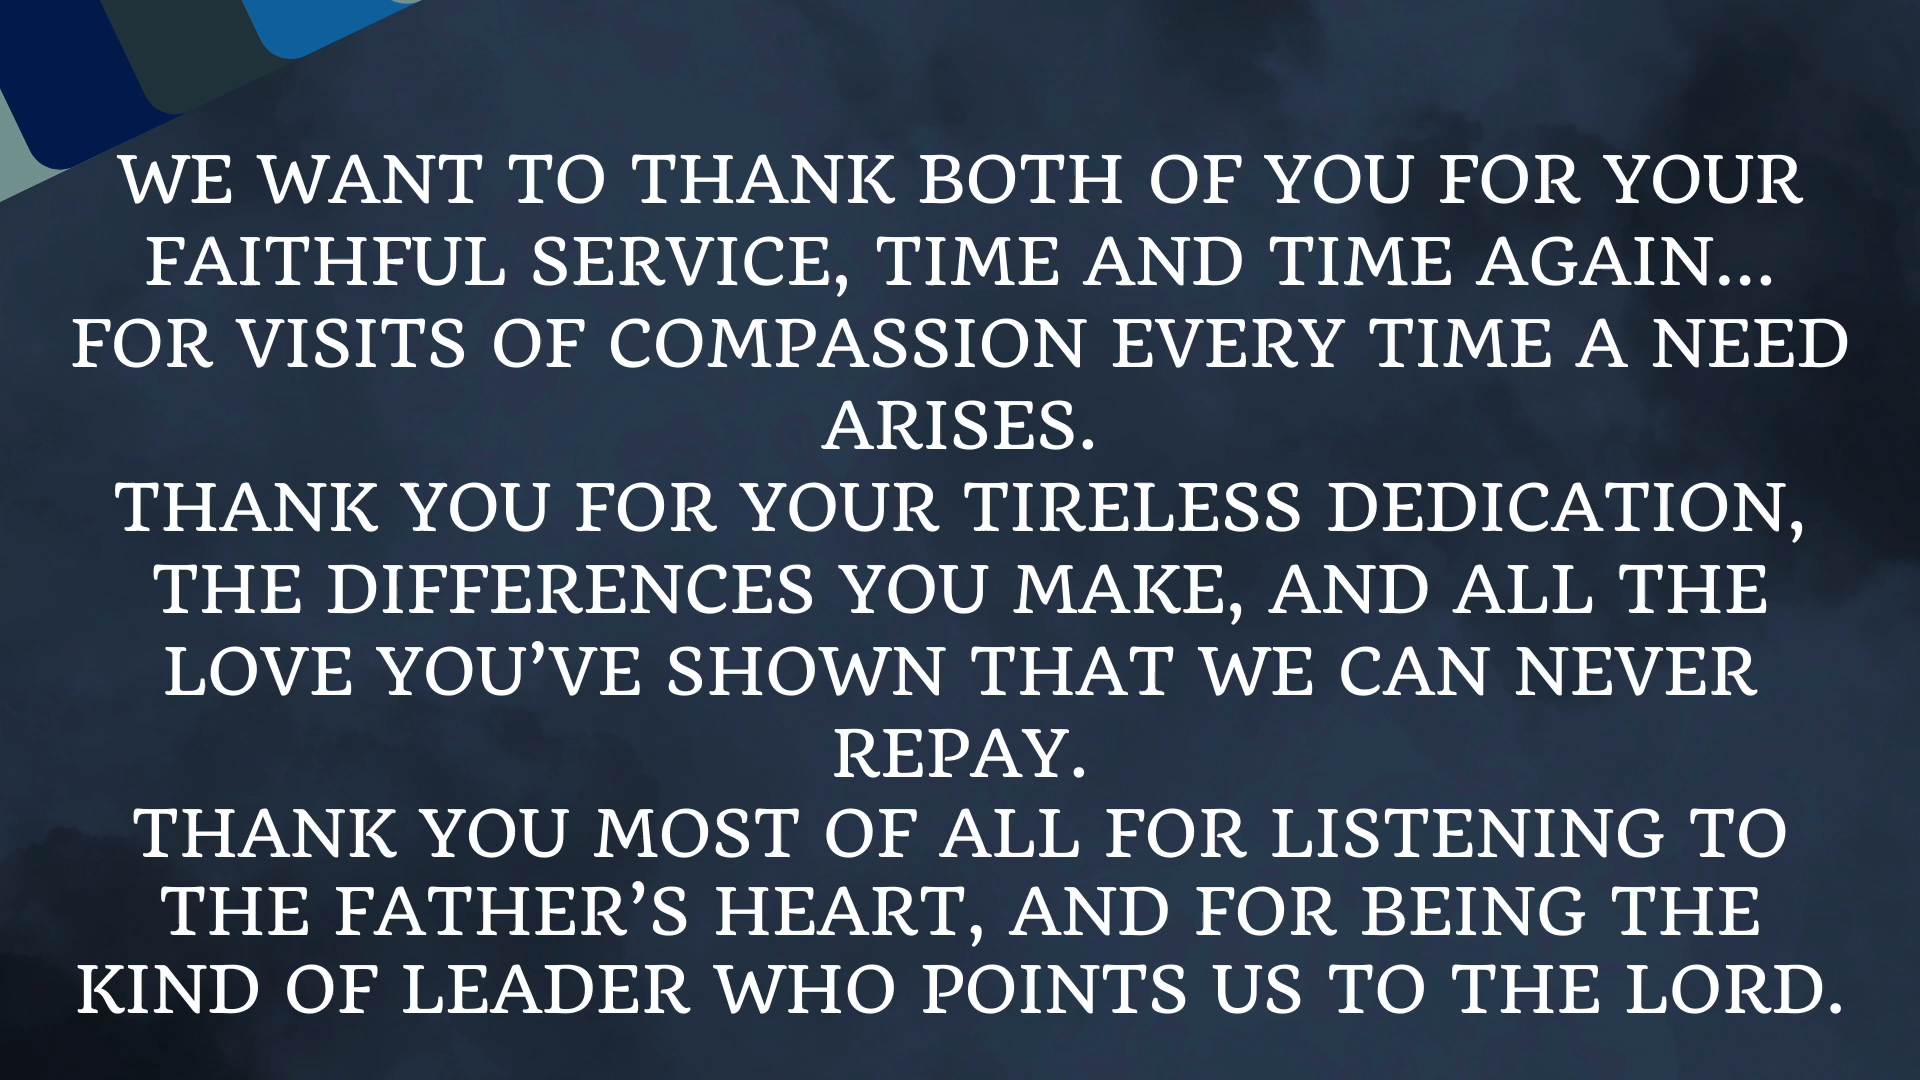 WE WANT TO THANK BOTH OF YOU FOR YOUR
FAITHFUL SERVICE, TIME AND TIME AGAIN...
FOR VISITS OF COMPASSION EVERY TIME A NEED
ARISES.
THANK YOU FOR YOUR TIRELESS DEDICATION,
THE DIFFERENCES YOU MAKE, AND ALL THE
LOVE YOU’VE SHOWN THAT WE CAN NEVER
REPAY.
THANK YOU MOST OF ALL FOR LISTENING TO
THE FATHER’S HEART, AND FOR BEING THE
KIND OF LEADER WHO POINTS US TO THE LORD.